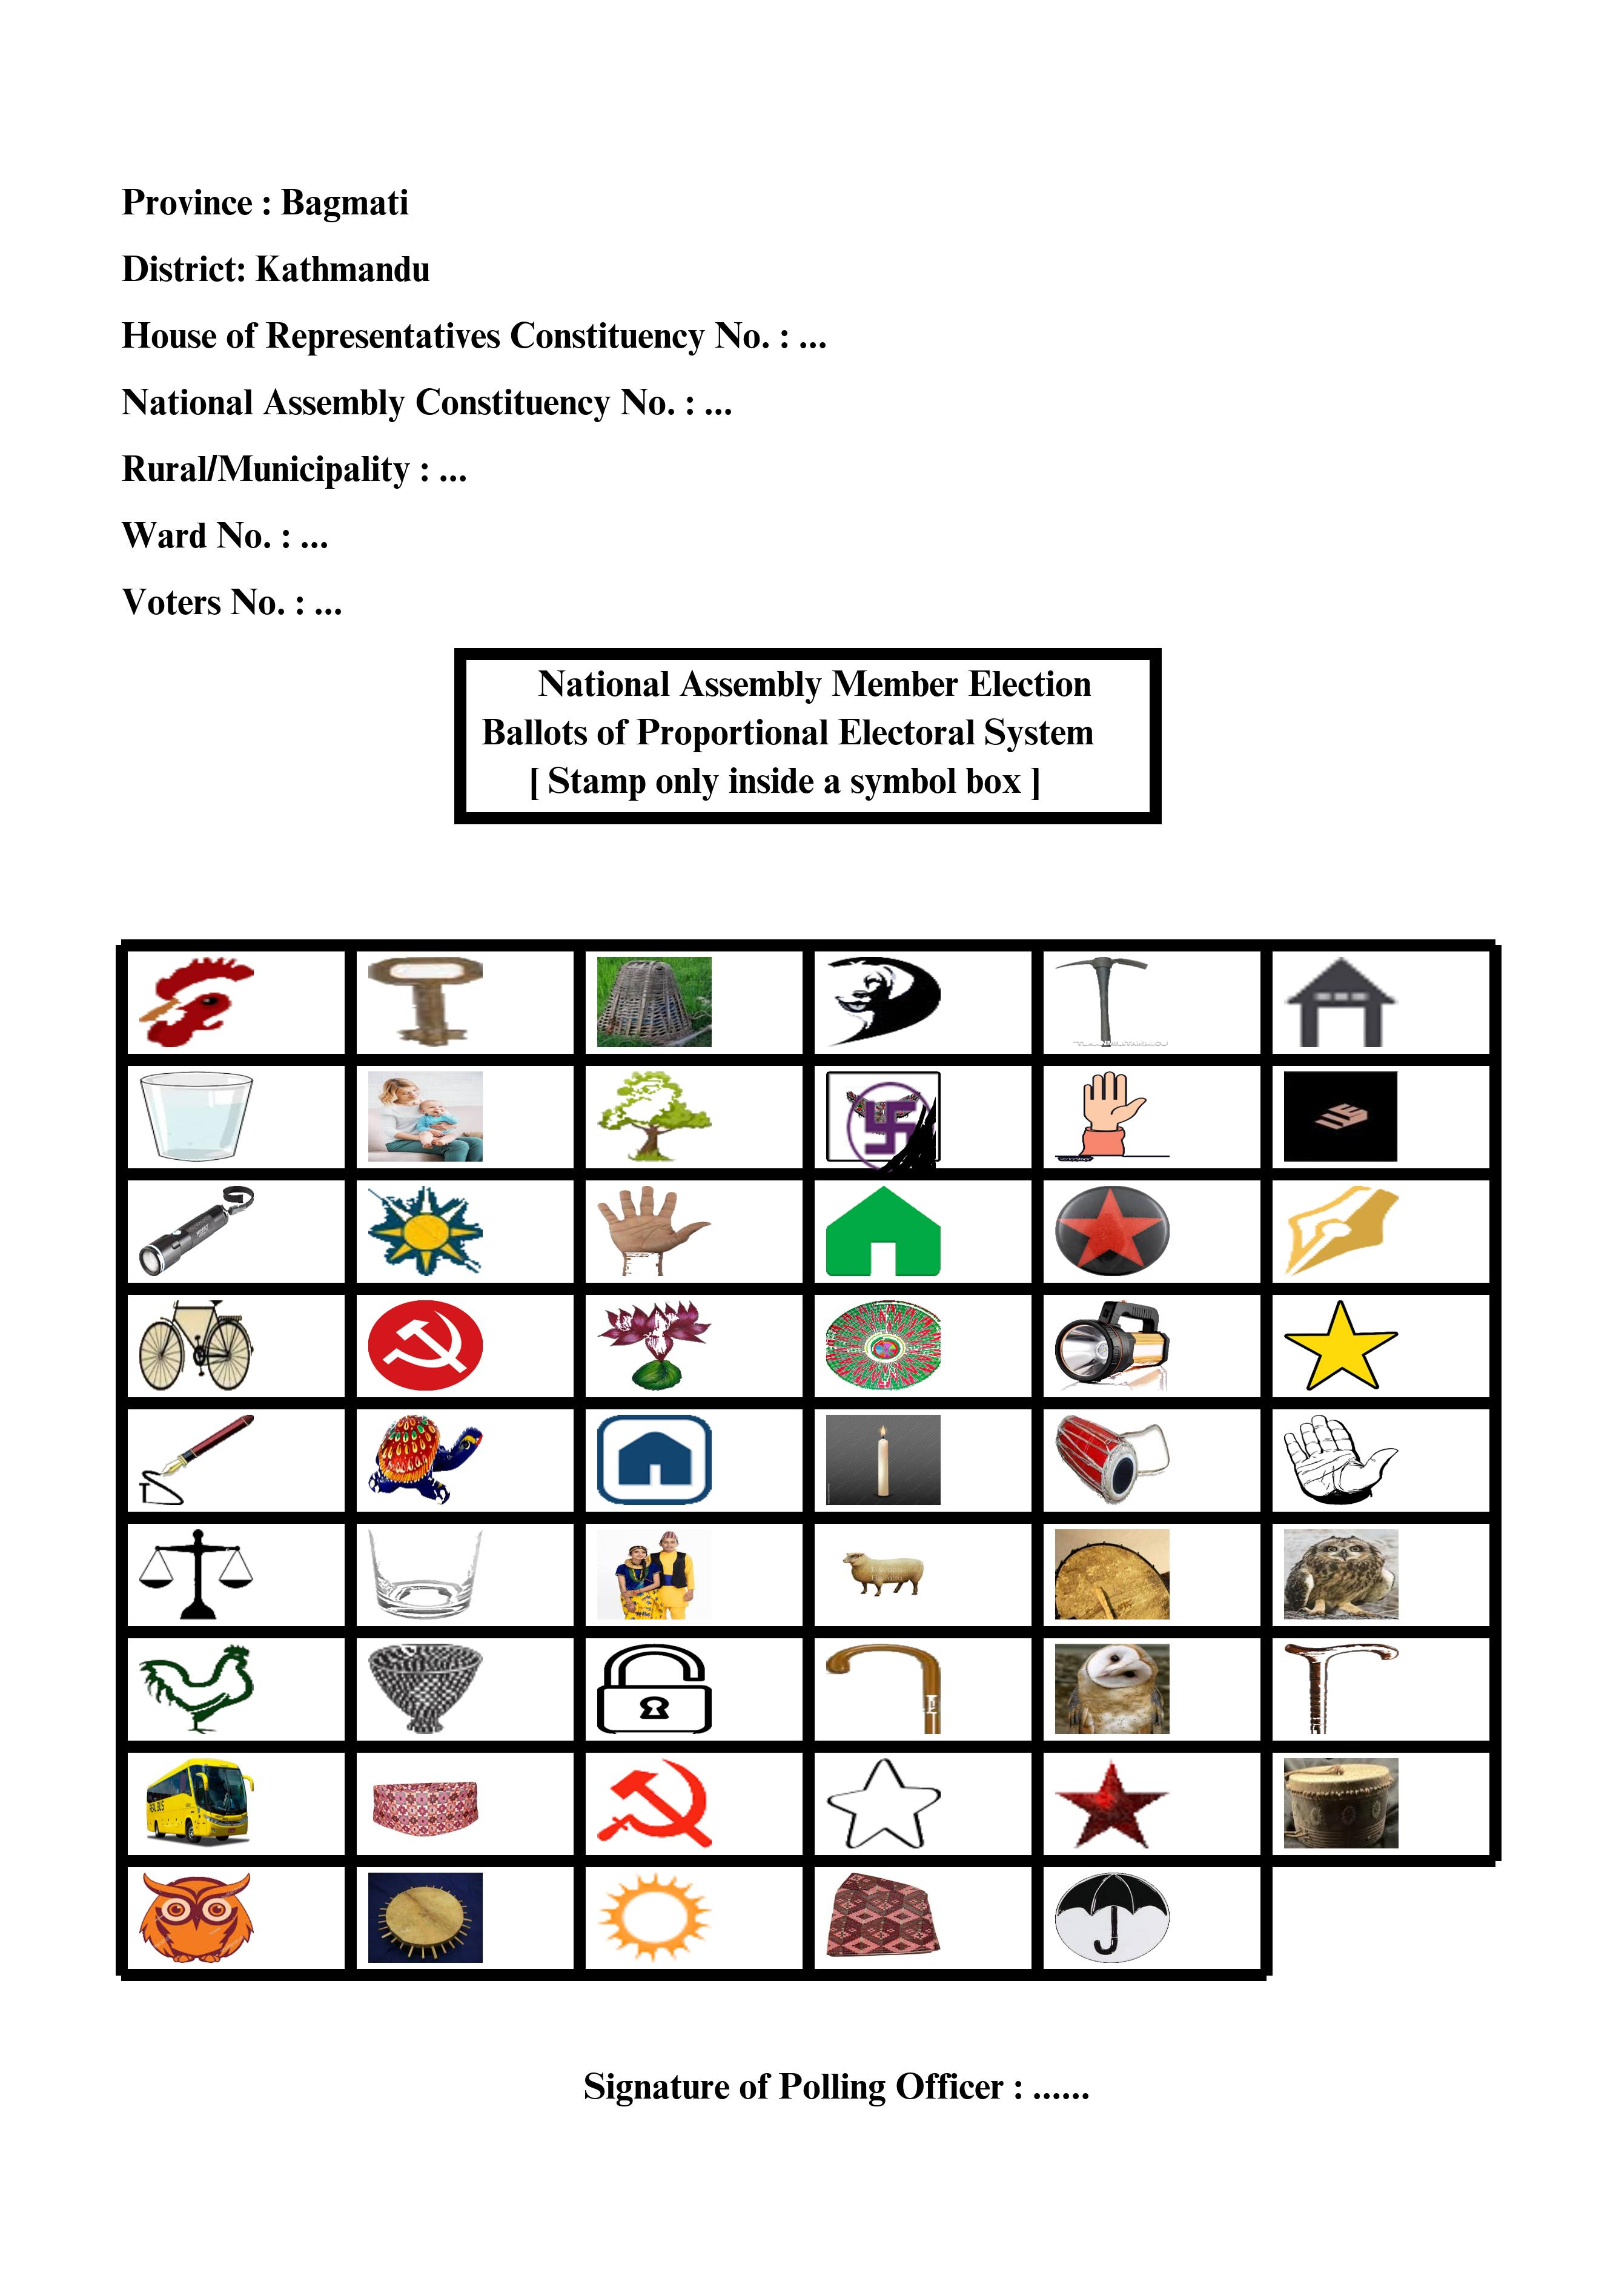 Province : Bagmati
District: Kathmandu
House of Representatives Constituency No. : ...
National Assembly Constituency No. : ...
Rural/Municipality : ...
Ward No. : ...
Voters No. : ...
National Assembly Member Election
Ballots of Proportional Electoral System
[ Stamp only inside a symbol box ]
Signature of Polling Officer : ......